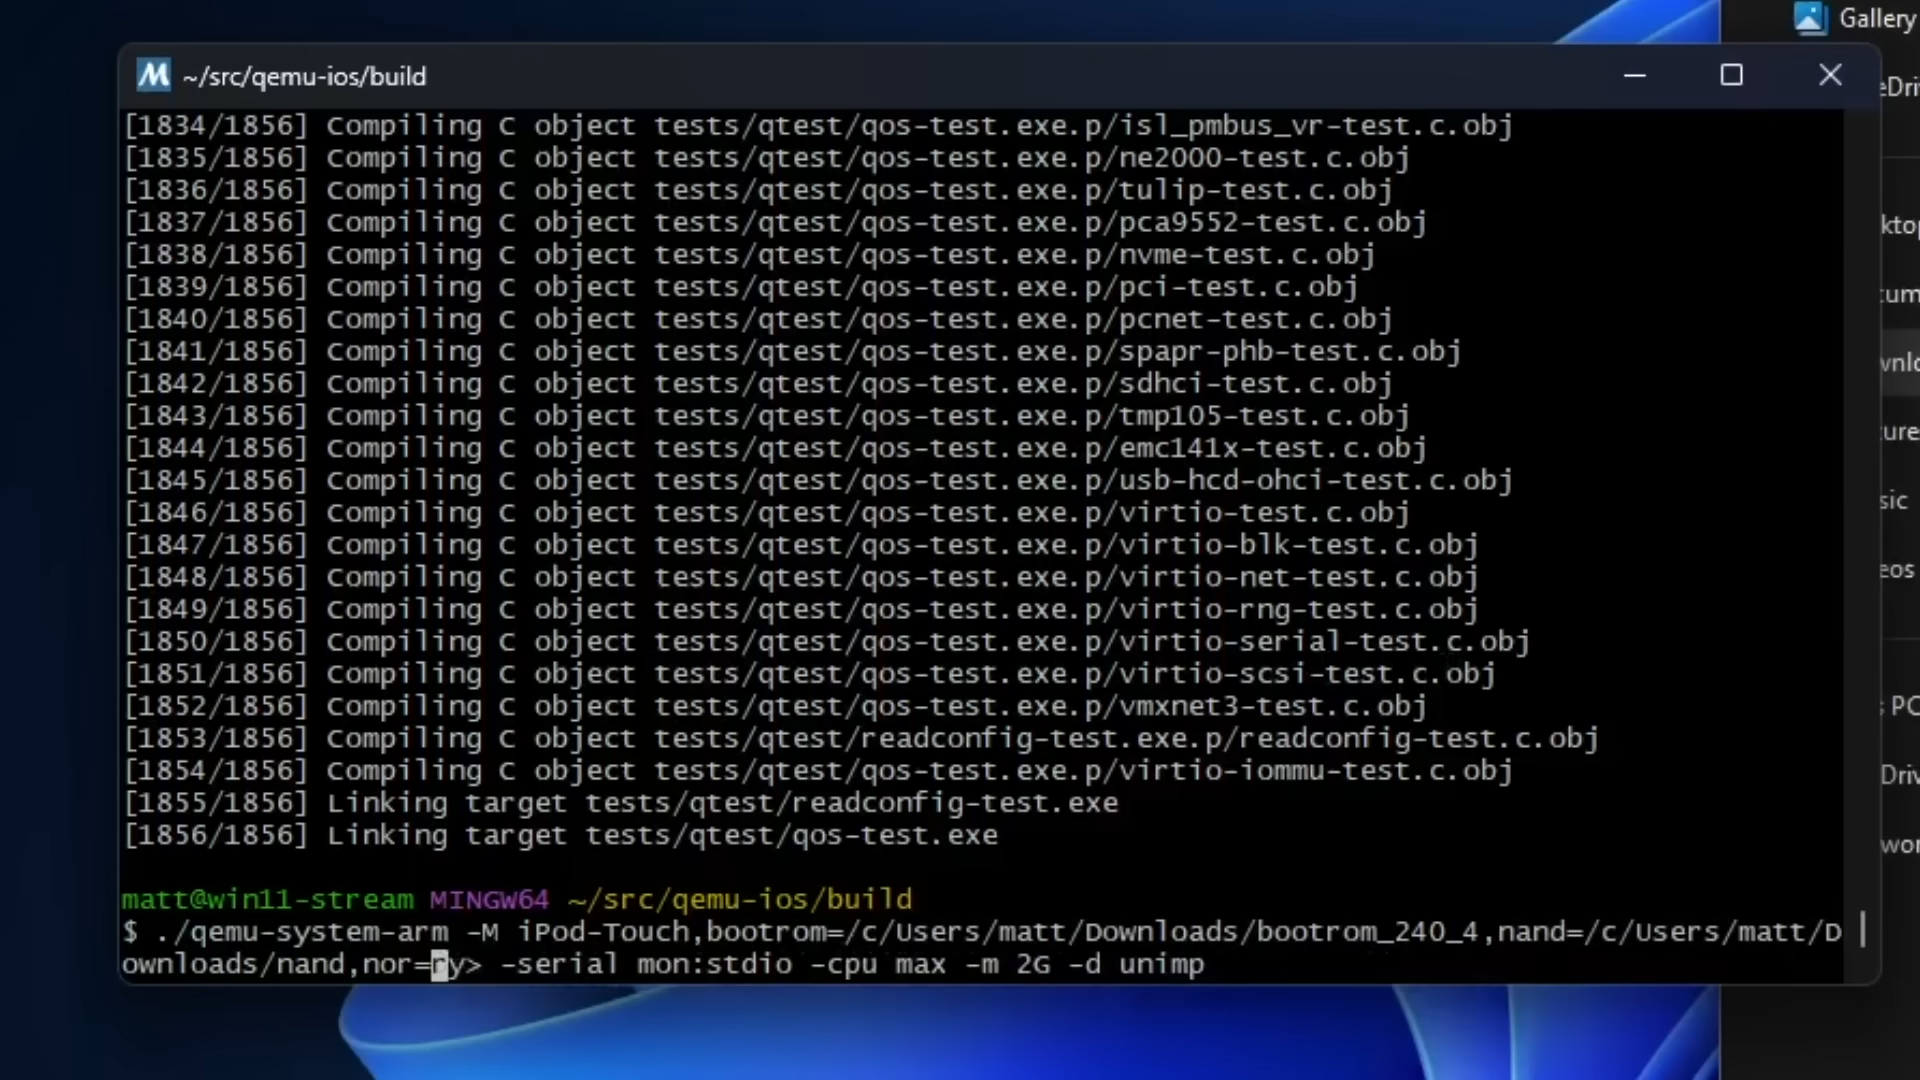 Gallery
~/src/qemu-ios/build
[1834/1856] Compiling C object tests/qtest/qos-test.exe.p/isl_pmbus_vr-test.c.obj
[1835/1856] Compiling C object tests/qtest/qos-test.exe.p/ne2000-test.c.obj
[1836/1856] Compiling C object tests/qtest/qos-test.exe.p/tulip-test.c.obj
[1837/1856] Compiling C object tests/qtest/qos-test.exe.p/pca9552-test.c.obj
[1838/1856] Compiling C object tests/qtest/qos-test.exe.p/nvme-test.c.obj
[1839/1856] Compiling C object tests/qtest/qos-test.exe.p/pci-test.c.obj
[1840/1856] Compiling C object tests/qtest/qos-test.exe.p/pcnet-test.c.obj
[1841/1856] Compiling C object tests/qtest/qos-test.exe.p/spapr-phb-test.c.obj
[1842/1856] Compiling C object tests/qtest/qos-test.exe.p/sdhci-test.c.obj
[1843/1856] Compiling C object tests/qtest/qos-test.exe.p/tmp105-test.c.obj
[1844/1856] Compiling C object tests/qtest/qos-test.exe.p/emc141x-test.c.obj
[1845/1856] Compiling C object tests/qtest/qos-test.exe.p/usb-hcd-ohci-test.c.obj
[1846/1856] Compiling C object tests/qtest/qos-test.exe.p/virtio-test.c.obj
[1847/1856] Compiling C object tests/qtest/qos-test.exe.p/virtio-blk-test.c.obj
[1848/1856] Compiling C object tests/qtest/qos-test.exe.p/virtio-net-test.c.obj
[1849/1856] Compiling C object tests/qtest/qos-test.exe.p/virtio-rng-test.c.obj
[1850/1856] Compiling C object tests/qtest/qos-test.exe.p/virtio-serial-test.c.obj
[1851/1856] Compiling C object tests/qtest/qos-test.exe.p/virtio-scsi-test.c.obj
[1852/1856] Compiling C object tests/qtest/qos-test.exe.p/vmxnet3-test.c.obj
[1853/1856] Compiling C object tests/qtest/readconfig-test.exe.p/readconfig-test.c.obj
[1854/1856] Compiling C object tests/qtest/qos-test.exe.p/virtio-iommu-test.c.obj
[1855/1856] Linking target tests/qtest/readconfig-test.exe
[1856/1856] Linking target tests/qtest/qos-test.exe
matt@win11-stream MINGW64 ~/src/qemu-ios/build
$ ./qemu-system-arm -M iPod-Touch,bootrom=/c/Users/matt/Downloads/bootrom_240_4,nand=/c/Users/matt/D
ownloads/nand,nor=ry> -serial mon:stdio -cpu max -m 2G -d unimp
PC